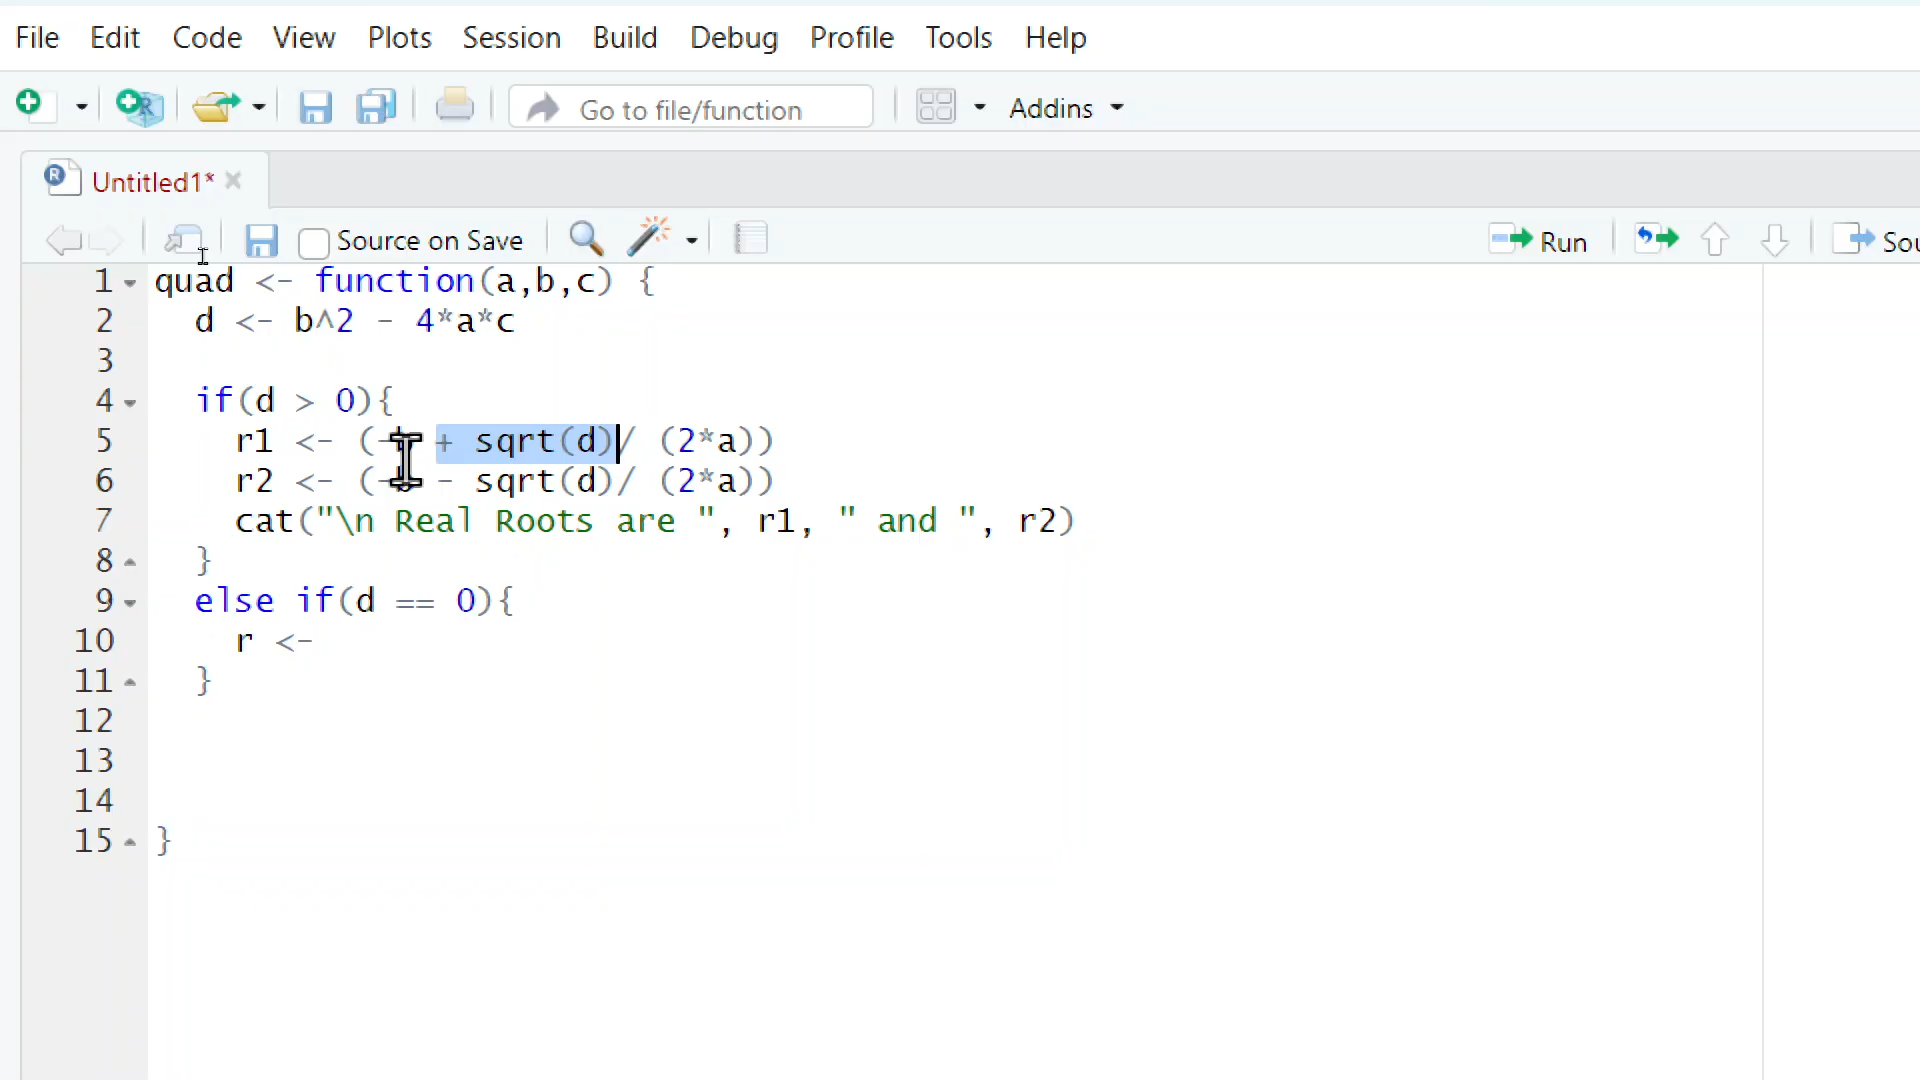 File Edit Code View Plots Session Build Debug Profile Tools Help
Go to file/function Addins
Untitled1*
Source on Save Run
1 quad <- function(a,b,c) {
2 d <- b^2 - 4*a*c
3
4 if(d > 0){
5 r1 <- (- + sqrt(d)/ (2*a))
6 r2 <- (-b - sqrt(d)/ (2*a))
7 cat("\n Real Roots are ", r1, " and ", r2)
8 }
9 else if(d == 0){
10 r <-
11 }
12
13
14
15 }